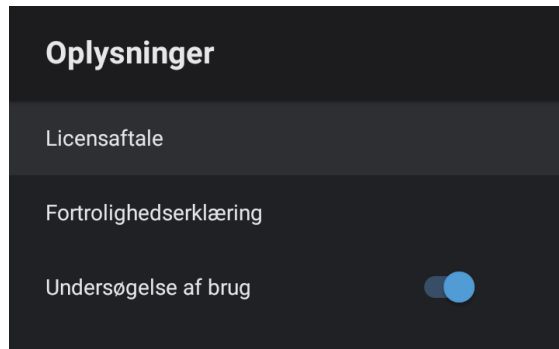 Oplysninger
Licensaftale
Fortrolighedserklæring
Undersøgelse af brug